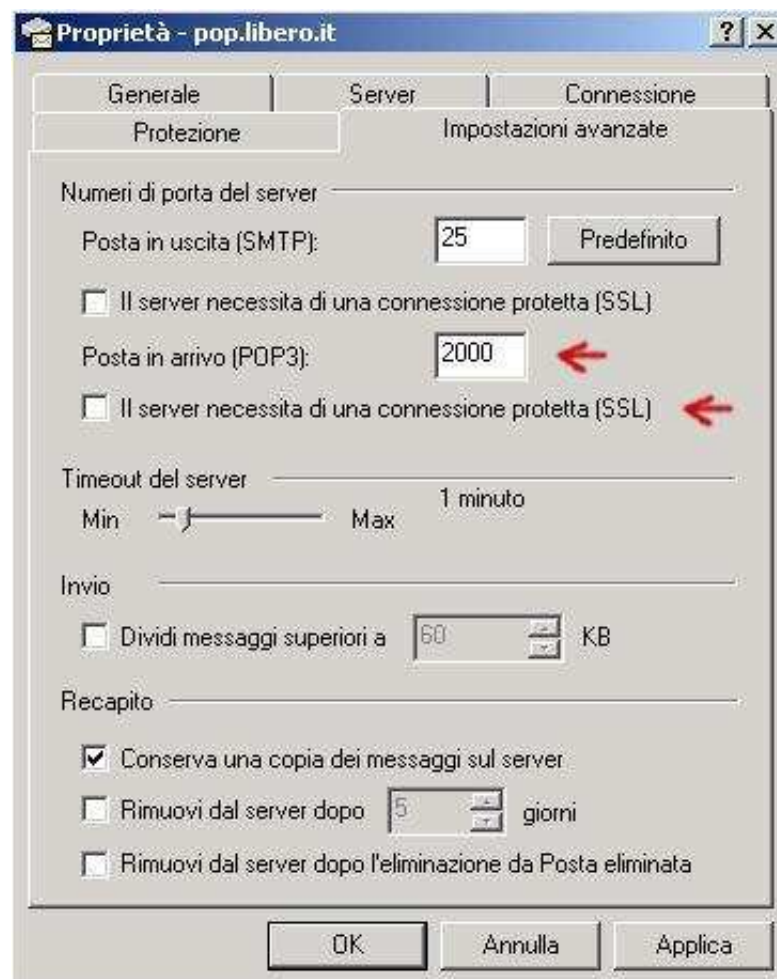 Proprietà - pop.libero.it
Generale Server Connessione
Protezione Impostazioni avanzate
Numeri di porta del server
Posta in uscita (SMTP): 25 Predefinito
Il server necessita di una connessione protetta (SSL)
Posta in arrivo (POP3): 2000
Il server necessita di una connessione protetta (SSL)
Timeout del server
Min Max 1 minuto
Invio
Dividi messaggi superiori a 60 KB
Recapito
Conserva una copia dei messaggi sul server
Rimuovi dal server dopo 5 giorni
Rimuovi dal server dopo l'eliminazione da Posta eliminata
OK Annulla Applica